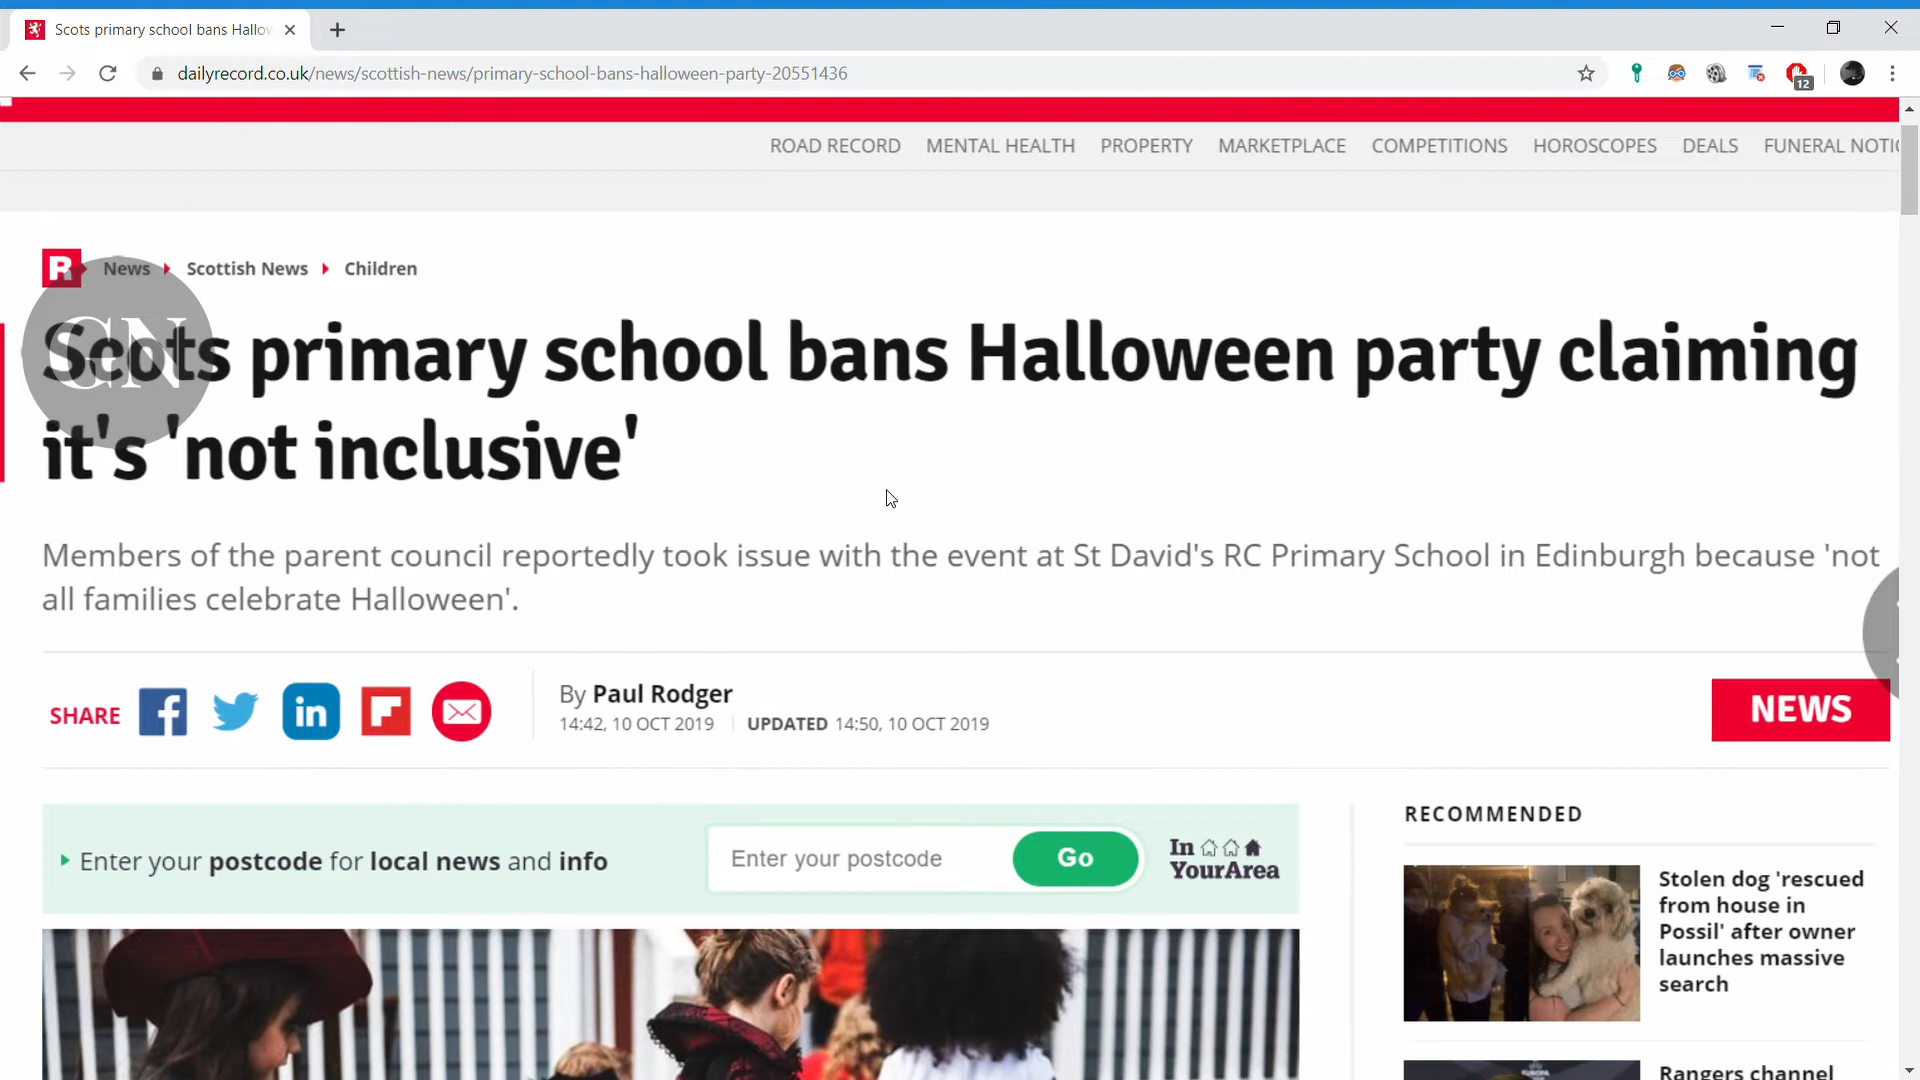 Scots primary school bans Hallow
dailyrecord.co.uk/news/scottish-news/primary-school-bans-halloween-party-20551436
12
ROAD RECORD MENTAL HEALTH PROPERTY MARKETPLACE COMPETITIONS HOROSCOPES DEALS FUNERAL NOTIC
R News Scottish News Children
GN
Scots primary school bans Halloween party claiming
it's 'not inclusive'
Members of the parent council reportedly took issue with the event at St David's RC Primary School in Edinburgh because 'not
all families celebrate Halloween'.
SHARE
in
By Paul Rodger
14:42, 10 OCT 2019 UPDATED 14:50, 10 OCT 2019
NEWS
Enter your postcode for local news and info
Enter your postcode
Go
In
YourArea
RECOMMENDED
Stolen dog 'rescued
from house in
Possil' after owner
launches massive
search
Rangers channel